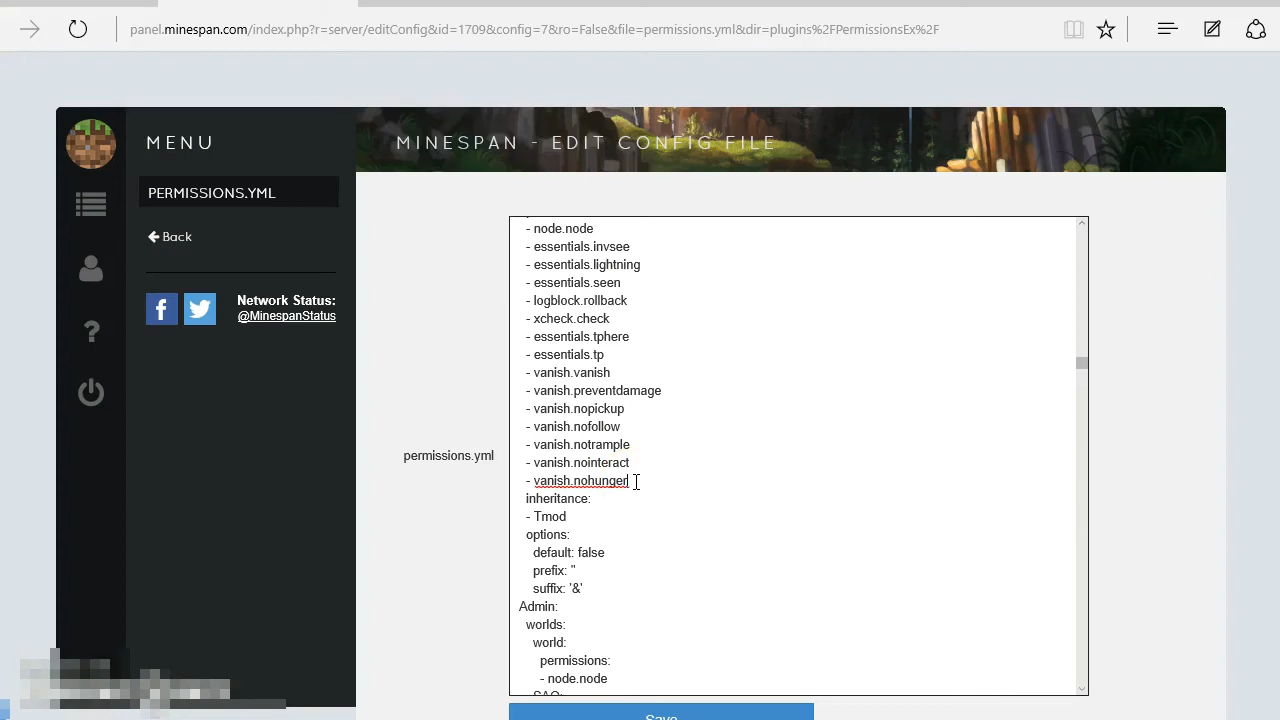 panel.minespan.com/index.php?r=server/editConfig&id=1709&config=7&ro=False&file=permissions.yml&dir=plugins%2FPermissionsEx%2F
MENU
MINESPAN - EDIT CONFIG FILE
PERMISSIONS.YML
Back
Network Status:
@MinespanStatus
permissions.yml
- node.node
- essentials.invsee
- essentials.lightning
- essentials.seen
- logblock.rollback
- xcheck.check
- essentials.tphere
- essentials.tp
- vanish.vanish
- vanish.preventdamage
- vanish.nopickup
- vanish.nofollow
- vanish.notrample
- vanish.nointeract
- vanish.nohunger
inheritance:
- Tmod
options:
default: false
prefix: ''
suffix: '&'
Admin:
worlds:
world:
permissions:
- node.node
SAO:
Save